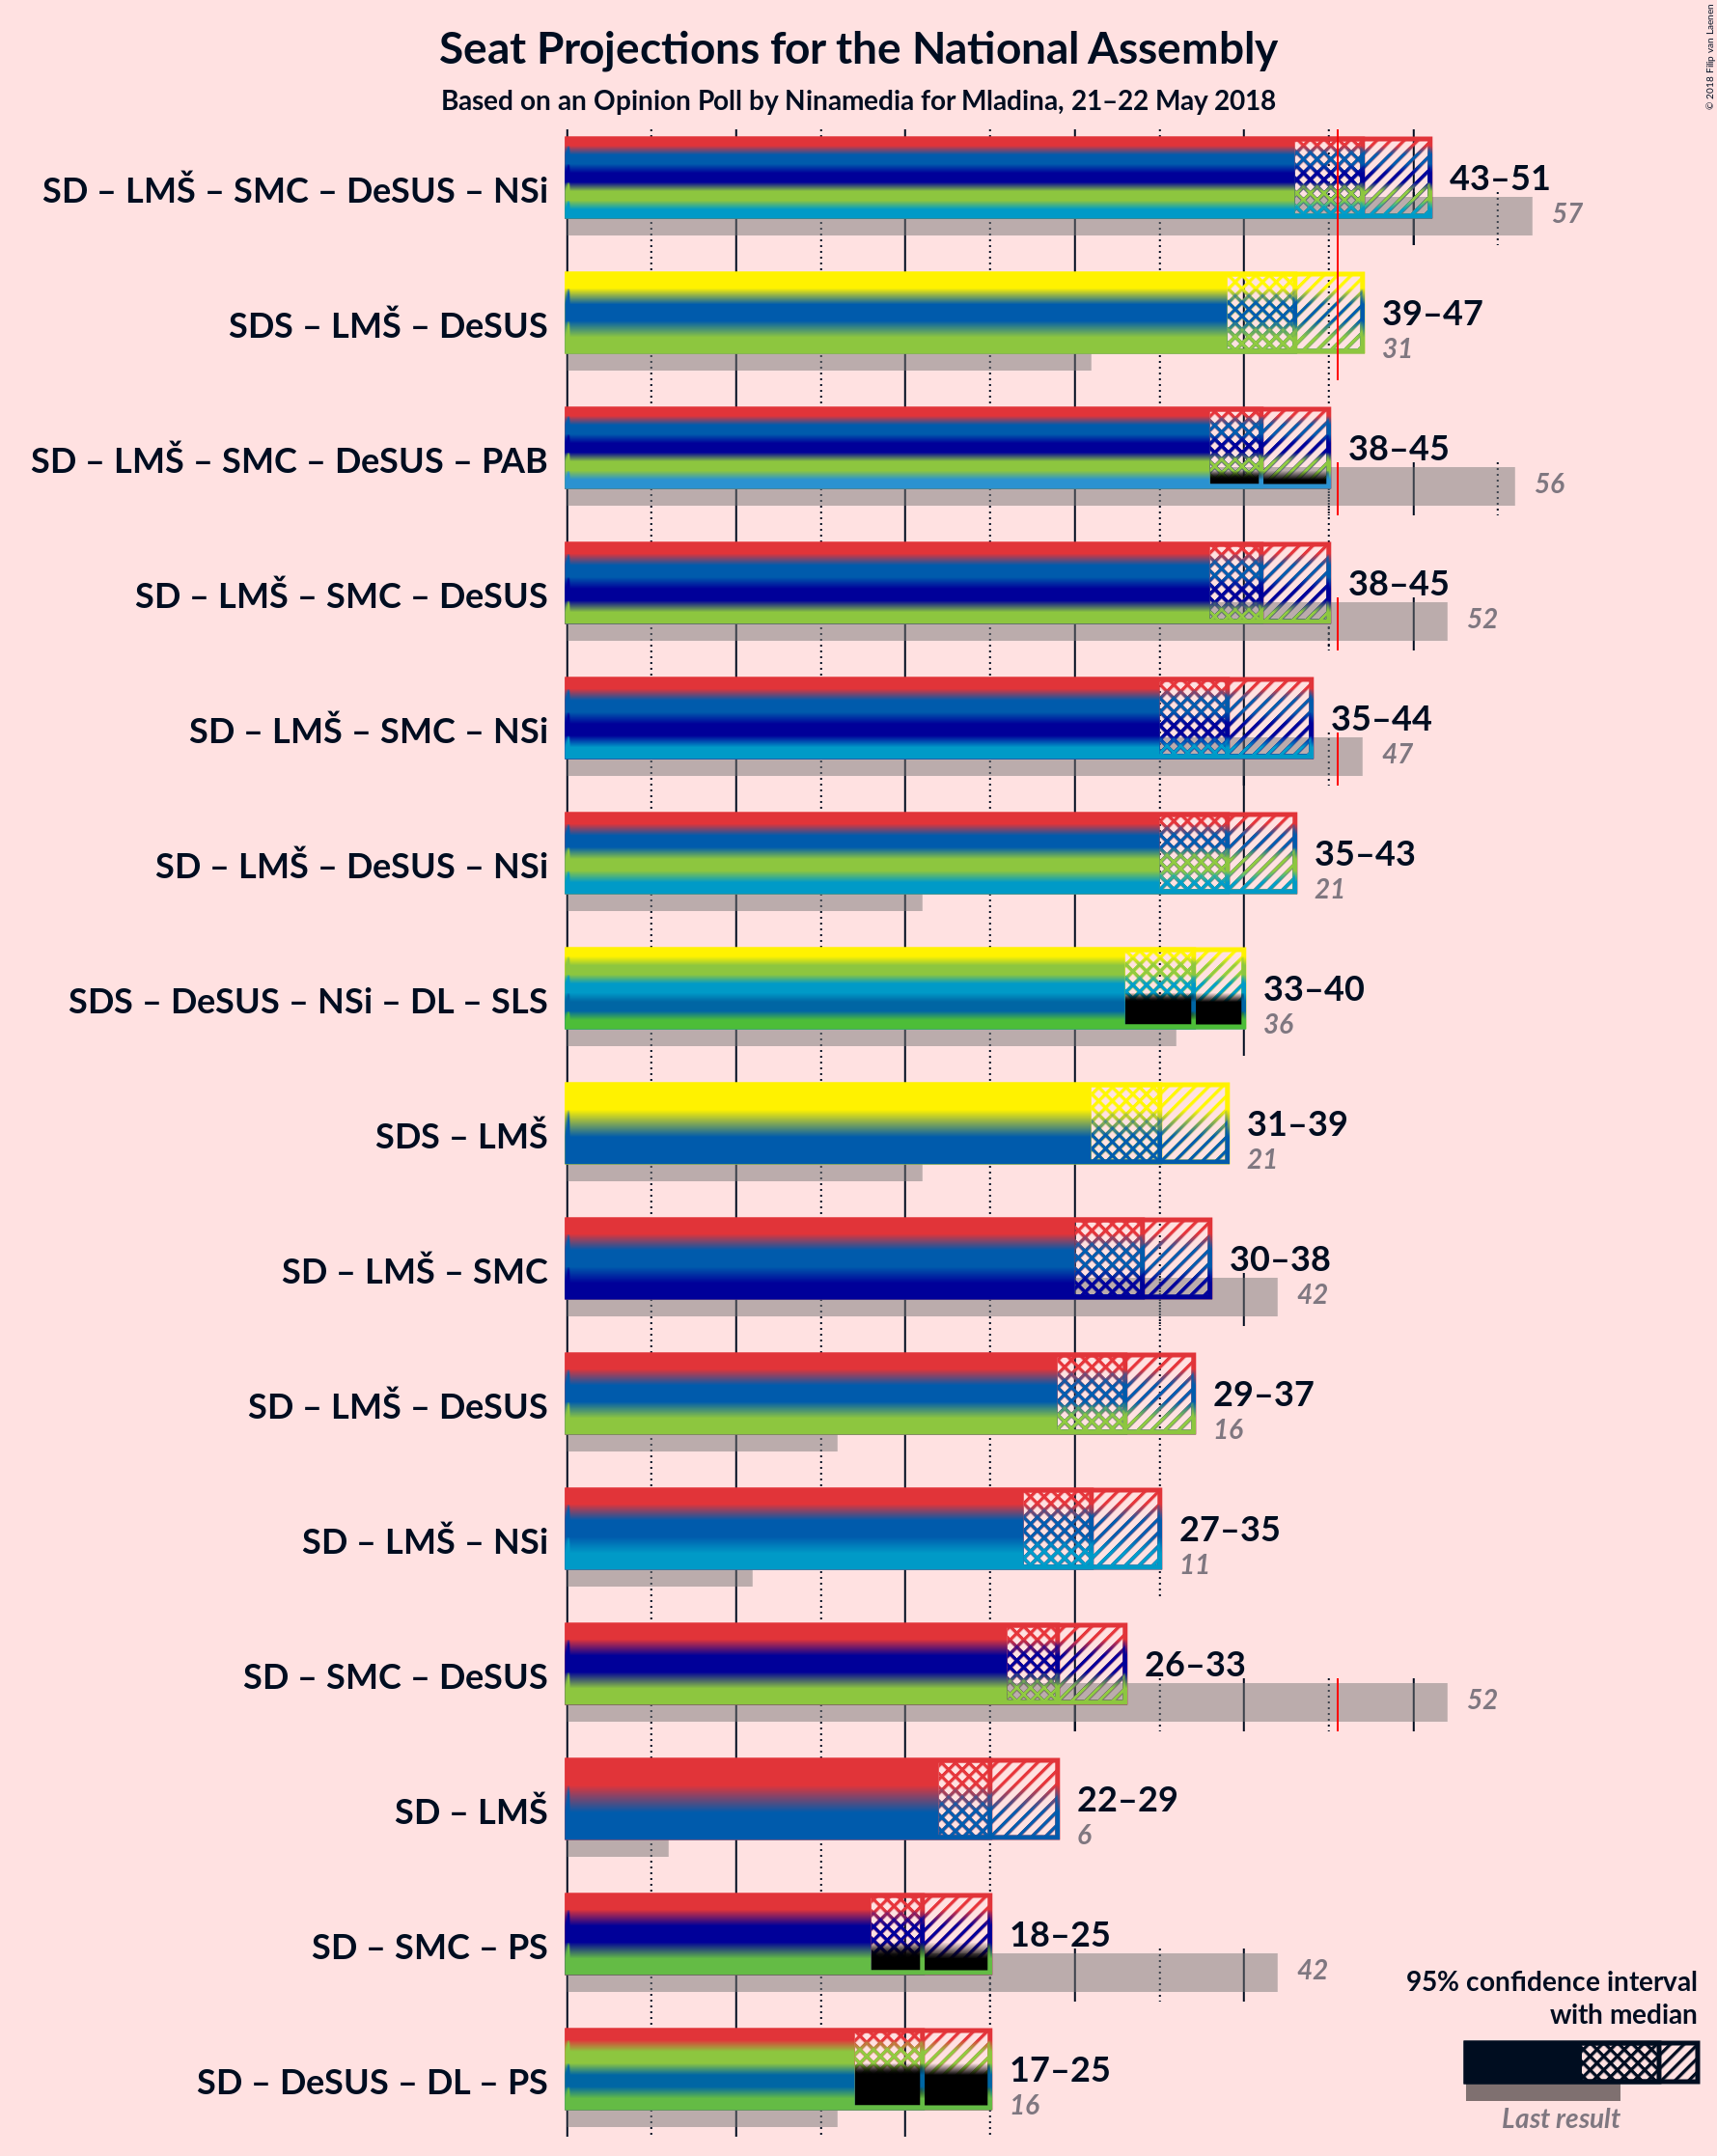 Seat Projections for the National Assembly
Based on an Opinion Poll by Ninamedia for Mladina, 21–22 May 2018
© 2018 Filip van Laenen
SD – LMŠ – SMC – DeSUS – NSi
43–51
57
SDS – LMŠ – DeSUS
39–47
31
SD – LMŠ – SMC – DeSUS – PAB
38–45
56
SD – LMŠ – SMC – DeSUS
38–45
52
SD – LMŠ – SMC – NSi
35–44
47
SD – LMŠ – DeSUS – NSi
35–43
21
SDS – DeSUS – NSi – DL – SLS
33–40
36
SDS – LMŠ
31–39
21
SD – LMŠ – SMC
30–38
42
SD – LMŠ – DeSUS
29–37
16
SD – LMŠ – NSi
27–35
11
SD – SMC – DeSUS
26–33
52
SD – LMŠ
22–29
6
SD – SMC – PS
18–25
42
SD – DeSUS – DL – PS
17–25
16
95% confidence interval
with median
Last result